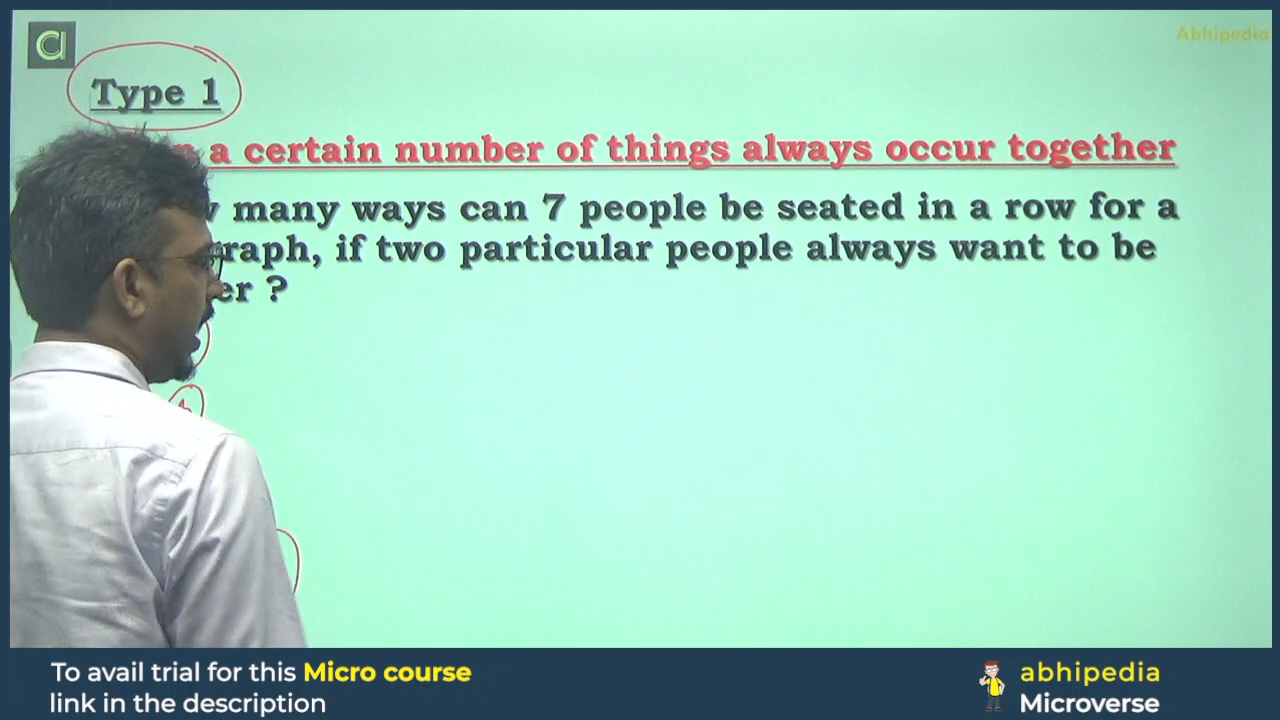 Abhipedia
Type 1
a certain number of things always occur together
many ways can 7 people be seated in a row for a
if two particular people always want to be
?
To avail trial for this Micro course
link in the description
abhipedia
Microverse